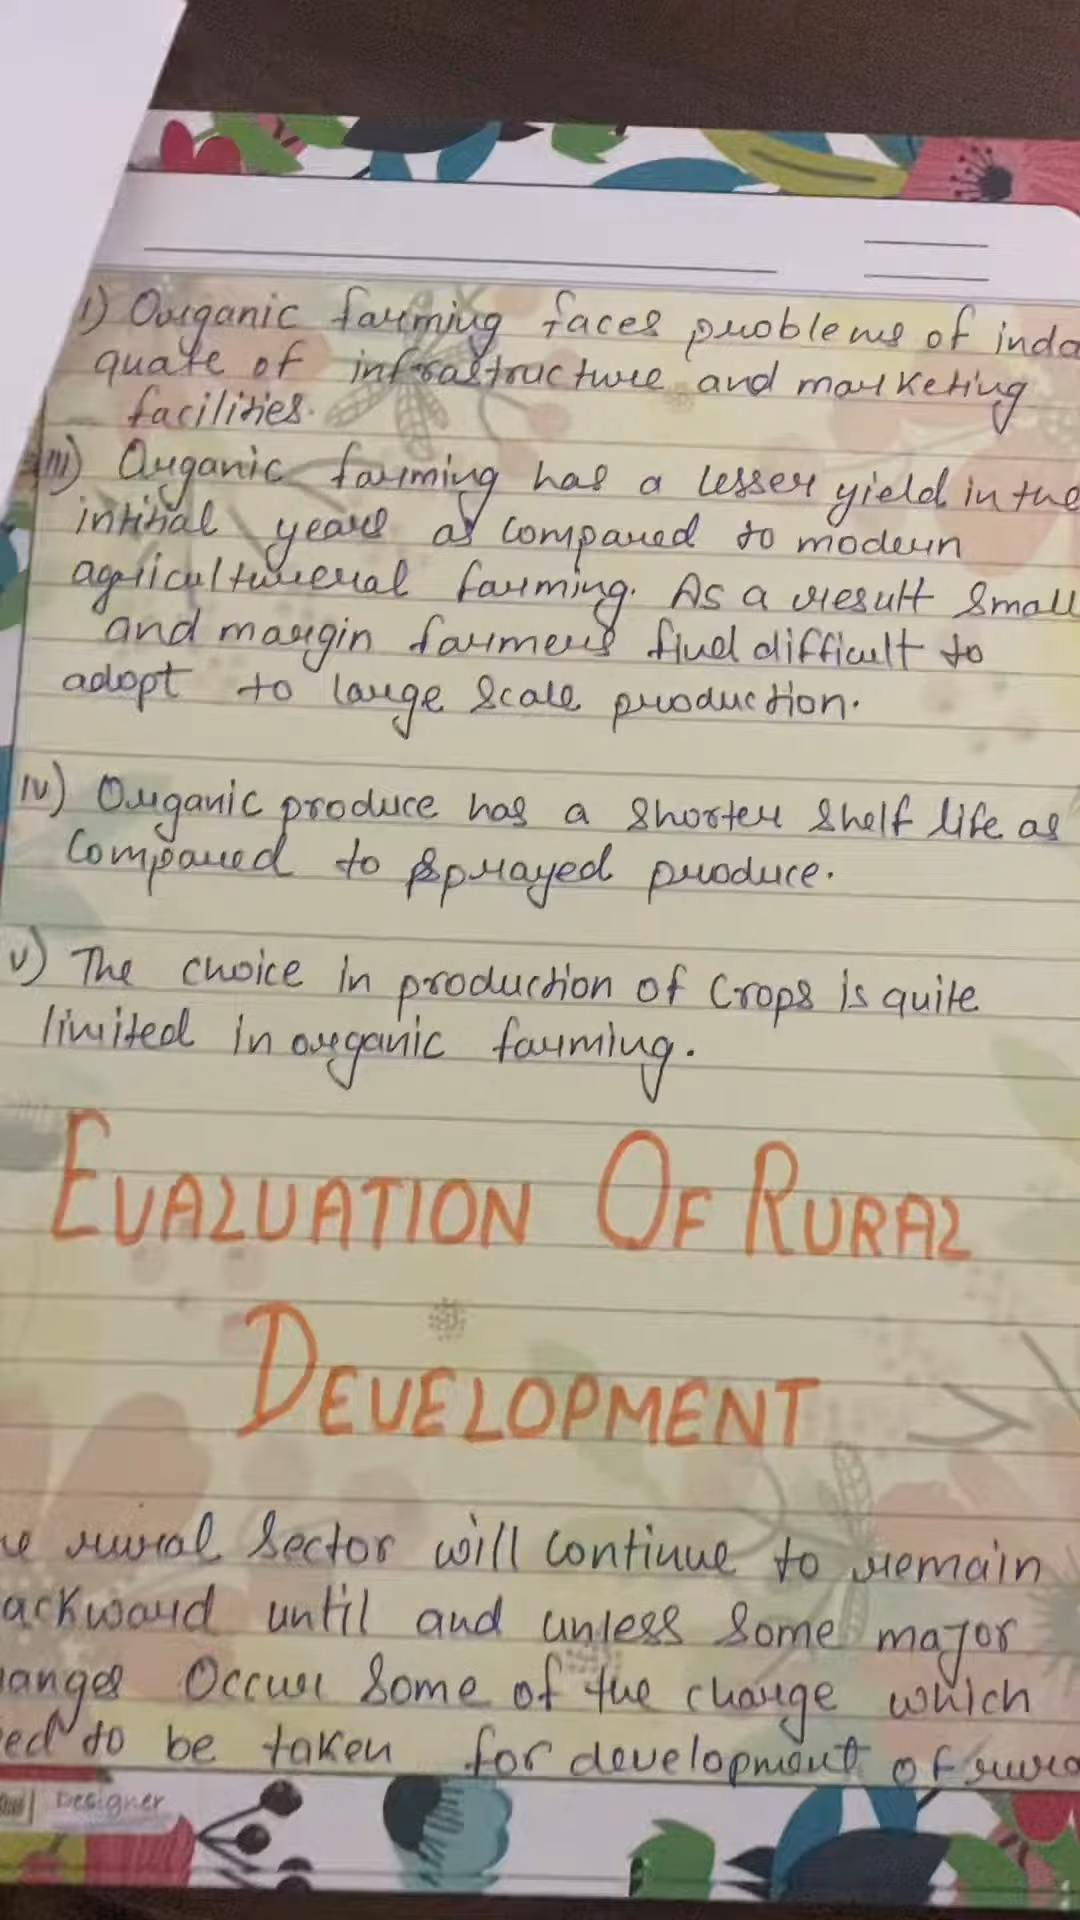 i) Organic farming faces problems of inda
quate of infrastructure and marketing
facilities.
iii) Organic farming has a lesser yield in the
intitial years as compared to modern
agricultureral farming. As a result small
and margin farmers find difficult to
adopt to large scale production.
iv) Organic produce has a shorter shelf life as
compared to sprayed produce.
v) The choice in production of crops is quite
limited in organic farming.
EVALUATION OF RURAL
DEVELOPMENT
rural sector will continue to remain
ackward until and unless some major
anges occur some of the change which
ed to be taken for development of rura
Designer